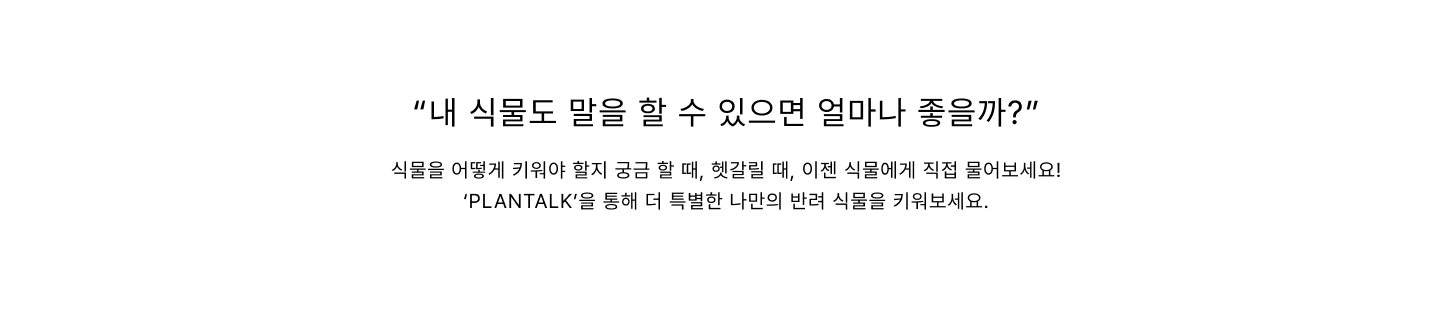 “내 식물도 말을 할 수 있으면 얼마나 좋을까?”
식물을 어떻게 키워야 할지 궁금 할 때, 헷갈릴 때, 이젠 식물에게 직접 물어보세요!
‘PLANTALK’을 통해 더 특별한 나만의 반려 식물을 키워보세요.